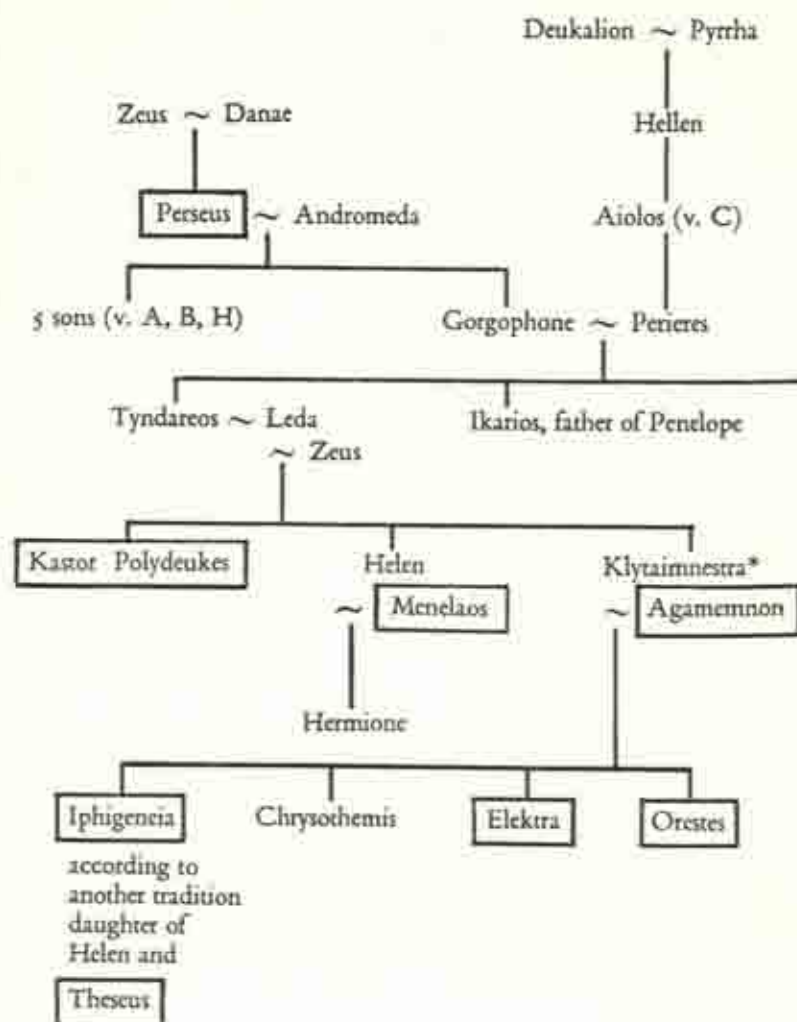 Deukalion ~ Pyrrha
Zeus ~ Danae
Hellen
Perseus ~ Andromeda
Aiolos (v. C)
5 sons (v. A, B, H)
Gorgophone ~ Perieres
Tyndareos ~ Leda
Ikarios, father of Penelope
~ Zeus
Kastor Polydeukes
Helen
Klytaimnestra*
~ Menelaos
~ Agamemnon
Hermione
Iphigeneia
Chrysothemis
Elektra
Orestes
according to
another tradition
daughter of
Helen and
Theseus